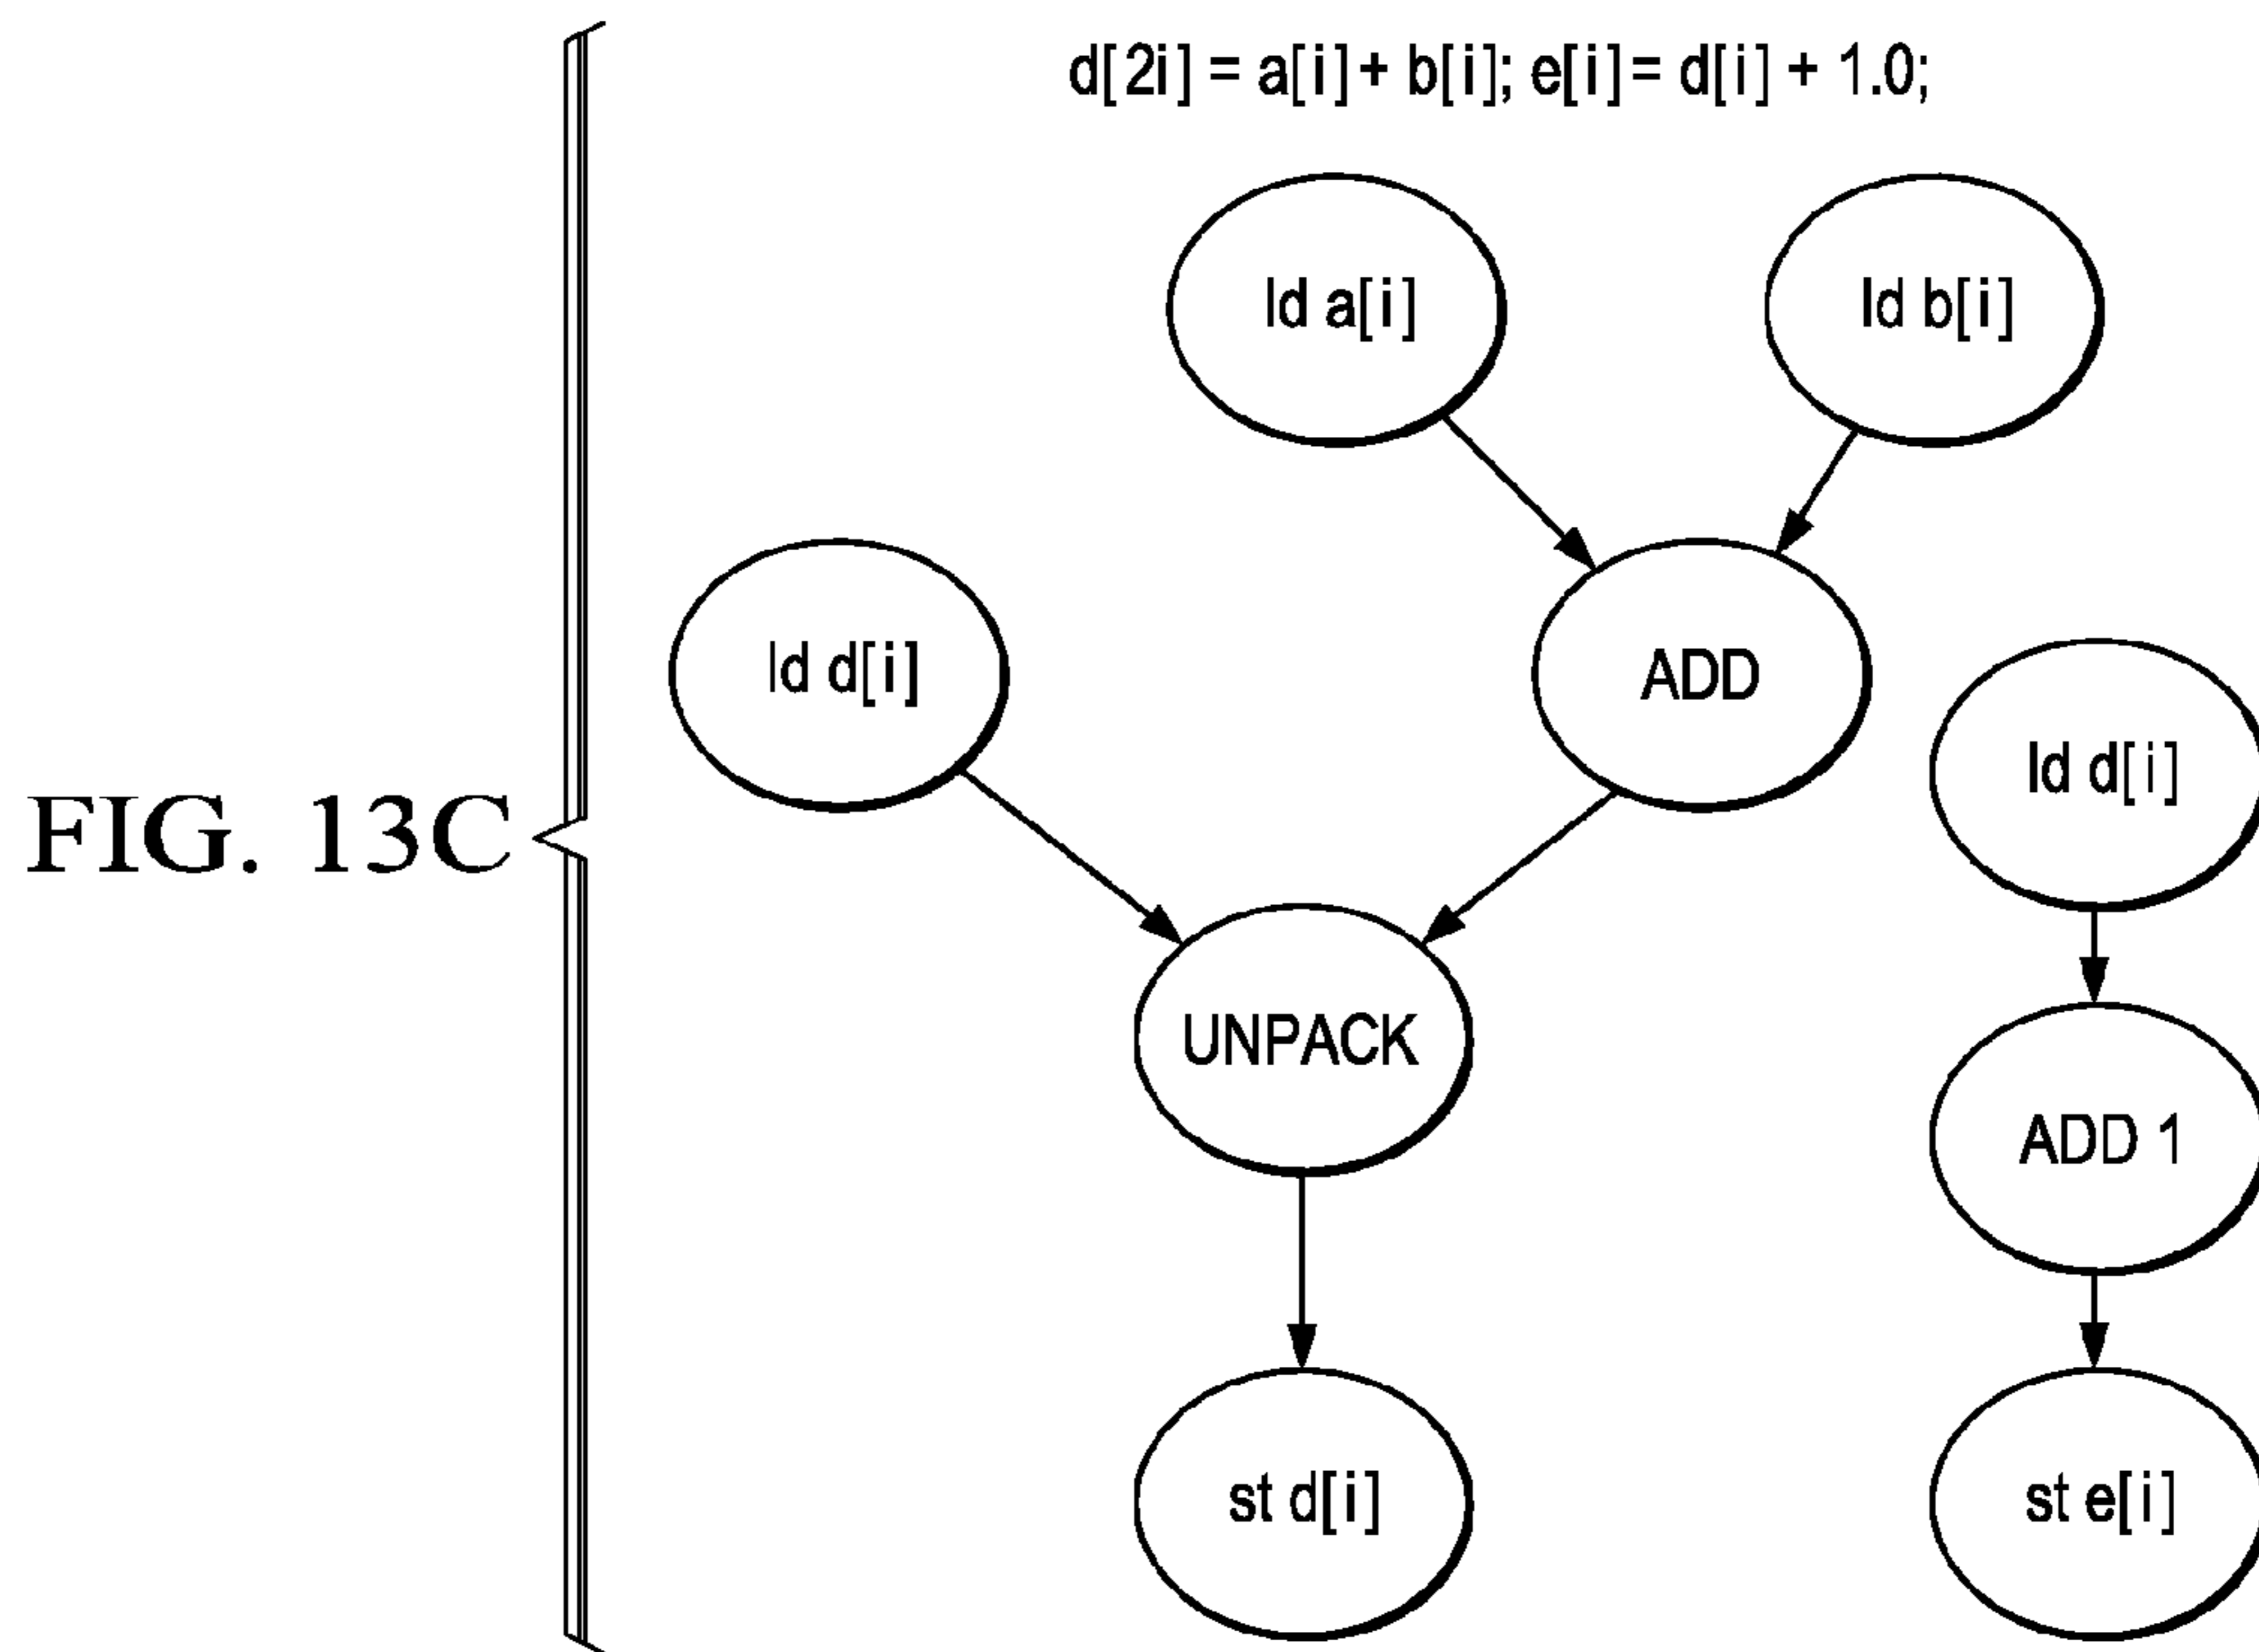 d[2i] = a[i] + b[i]; e[i] = d[i] + 1.0;
ld a[i]
ld b[i]
ld d[i]
ADD
ld d[i]
FIG. 13C
UNPACK
ADD 1
st d[i]
st e[i]